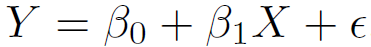 Y = β₀ + β₁X + ϵ